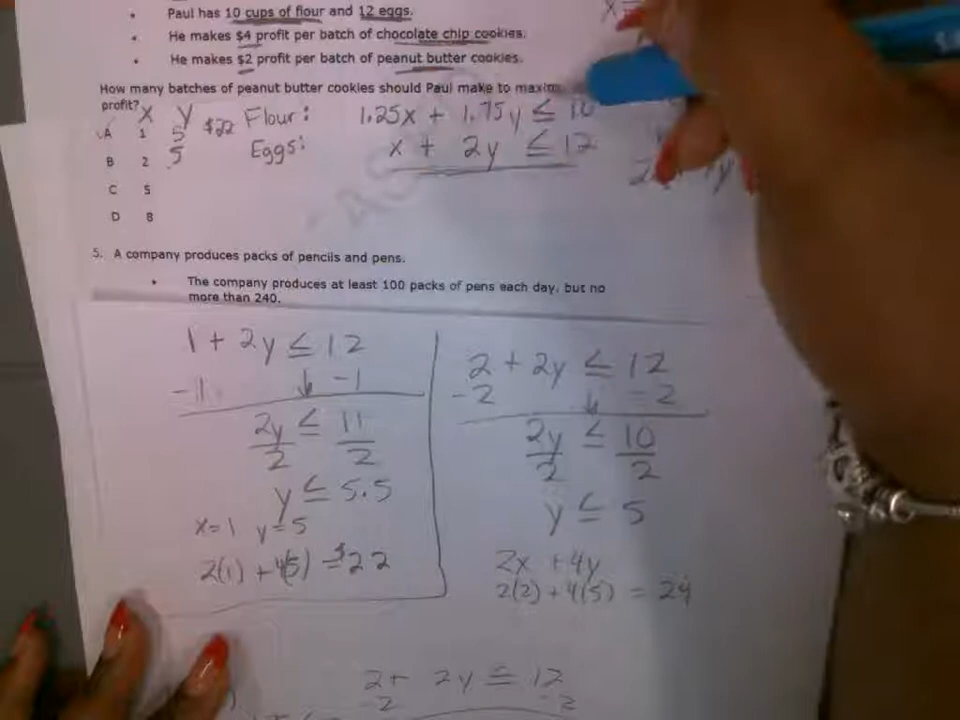 Paul has 10 cups of flour and 12 eggs.
He makes $4 profit per batch of chocolate chip cookies.
He makes $2 profit per batch of peanut butter cookies.
How many batches of peanut butter cookies should Paul make to
profit? x y
A 1 5 $22 Flour: 1.25x + 1.75y ≤ 10
B 2 5 Eggs: x + 2y ≤ 12
C 5
D 8
5. A company produces packs of pencils and pens.
The company produces at least 100 packs of pens each day, but no
more than 240.
1 + 2y ≤ 12
-1 ↓ -1
2y/2 ≤ 11/2
y ≤ 5.5
x=1 y=5
2(1) + 4(5) = $22
2 + 2y ≤ 12
-2 ↓ -2
2y/2 ≤ 10/2
y ≤ 5
2x + 4y
2(2) + 4(5) = 24
2+ 2y ≤ 12
-2 -2